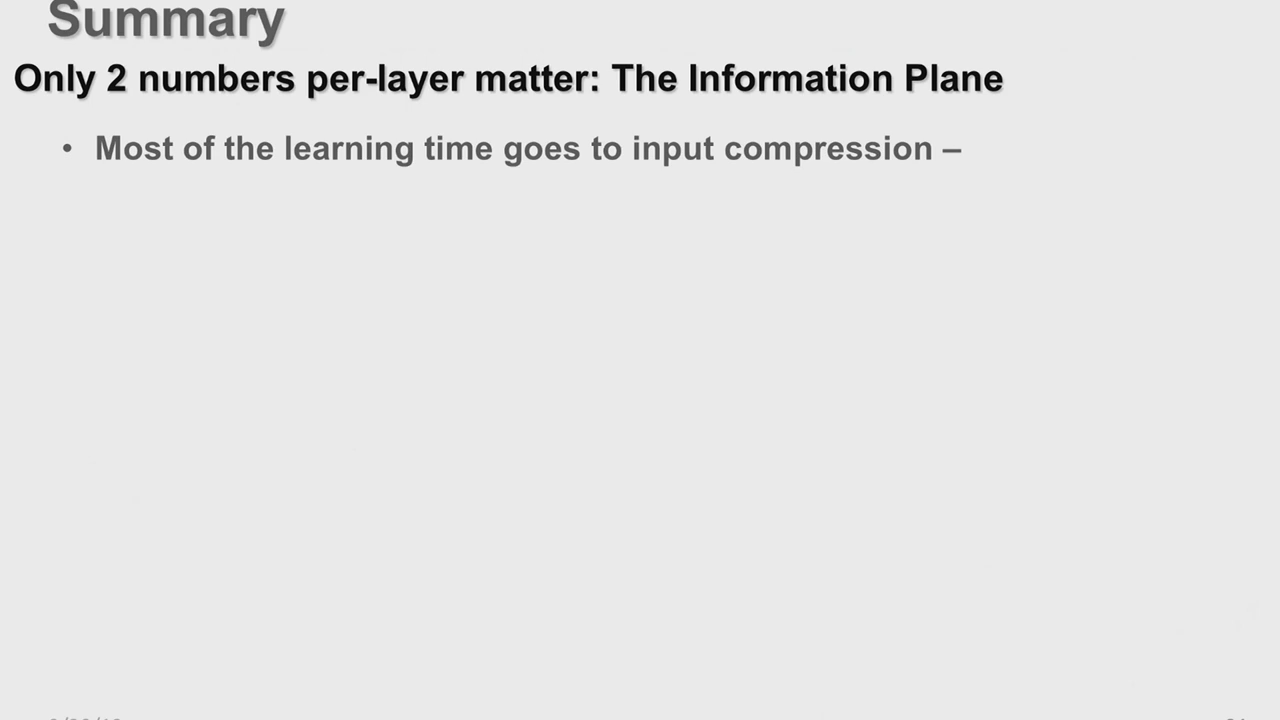 Summary
Only 2 numbers per-layer matter: The Information Plane
• Most of the learning time goes to input compression –